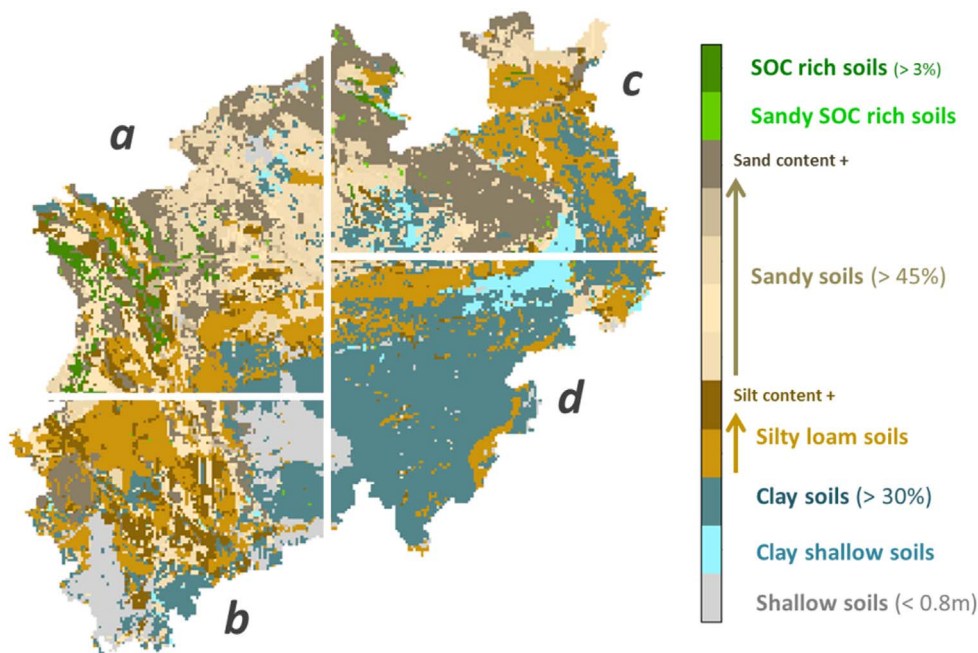 a
b
c
d
SOC rich soils (> 3%)
Sandy SOC rich soils
Sand content +
Sandy soils (> 45%)
Silt content +
Silty loam soils
Clay soils (> 30%)
Clay shallow soils
Shallow soils (< 0.8m)